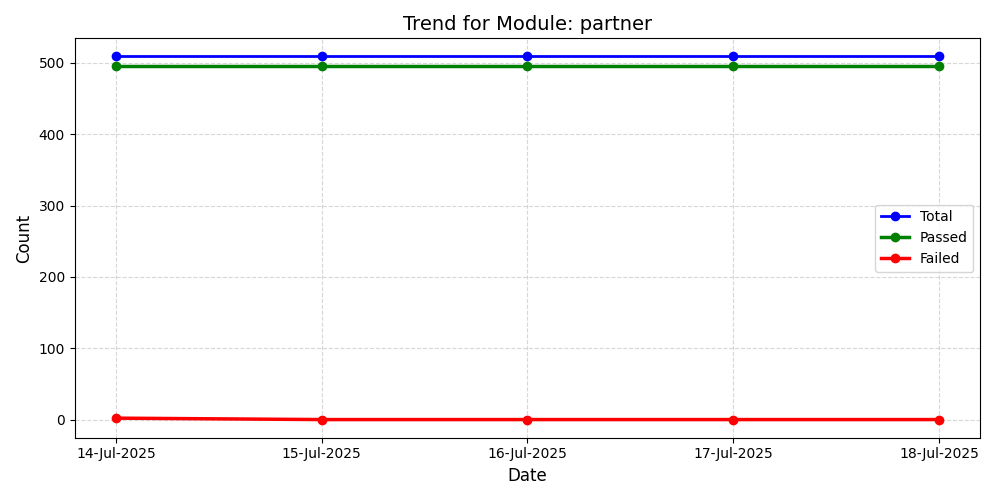 Trend for Module: partner
Count
500
400
300
200
100
0
Total
Passed
Failed
14-Jul-2025
15-Jul-2025
16-Jul-2025
17-Jul-2025
18-Jul-2025
Date